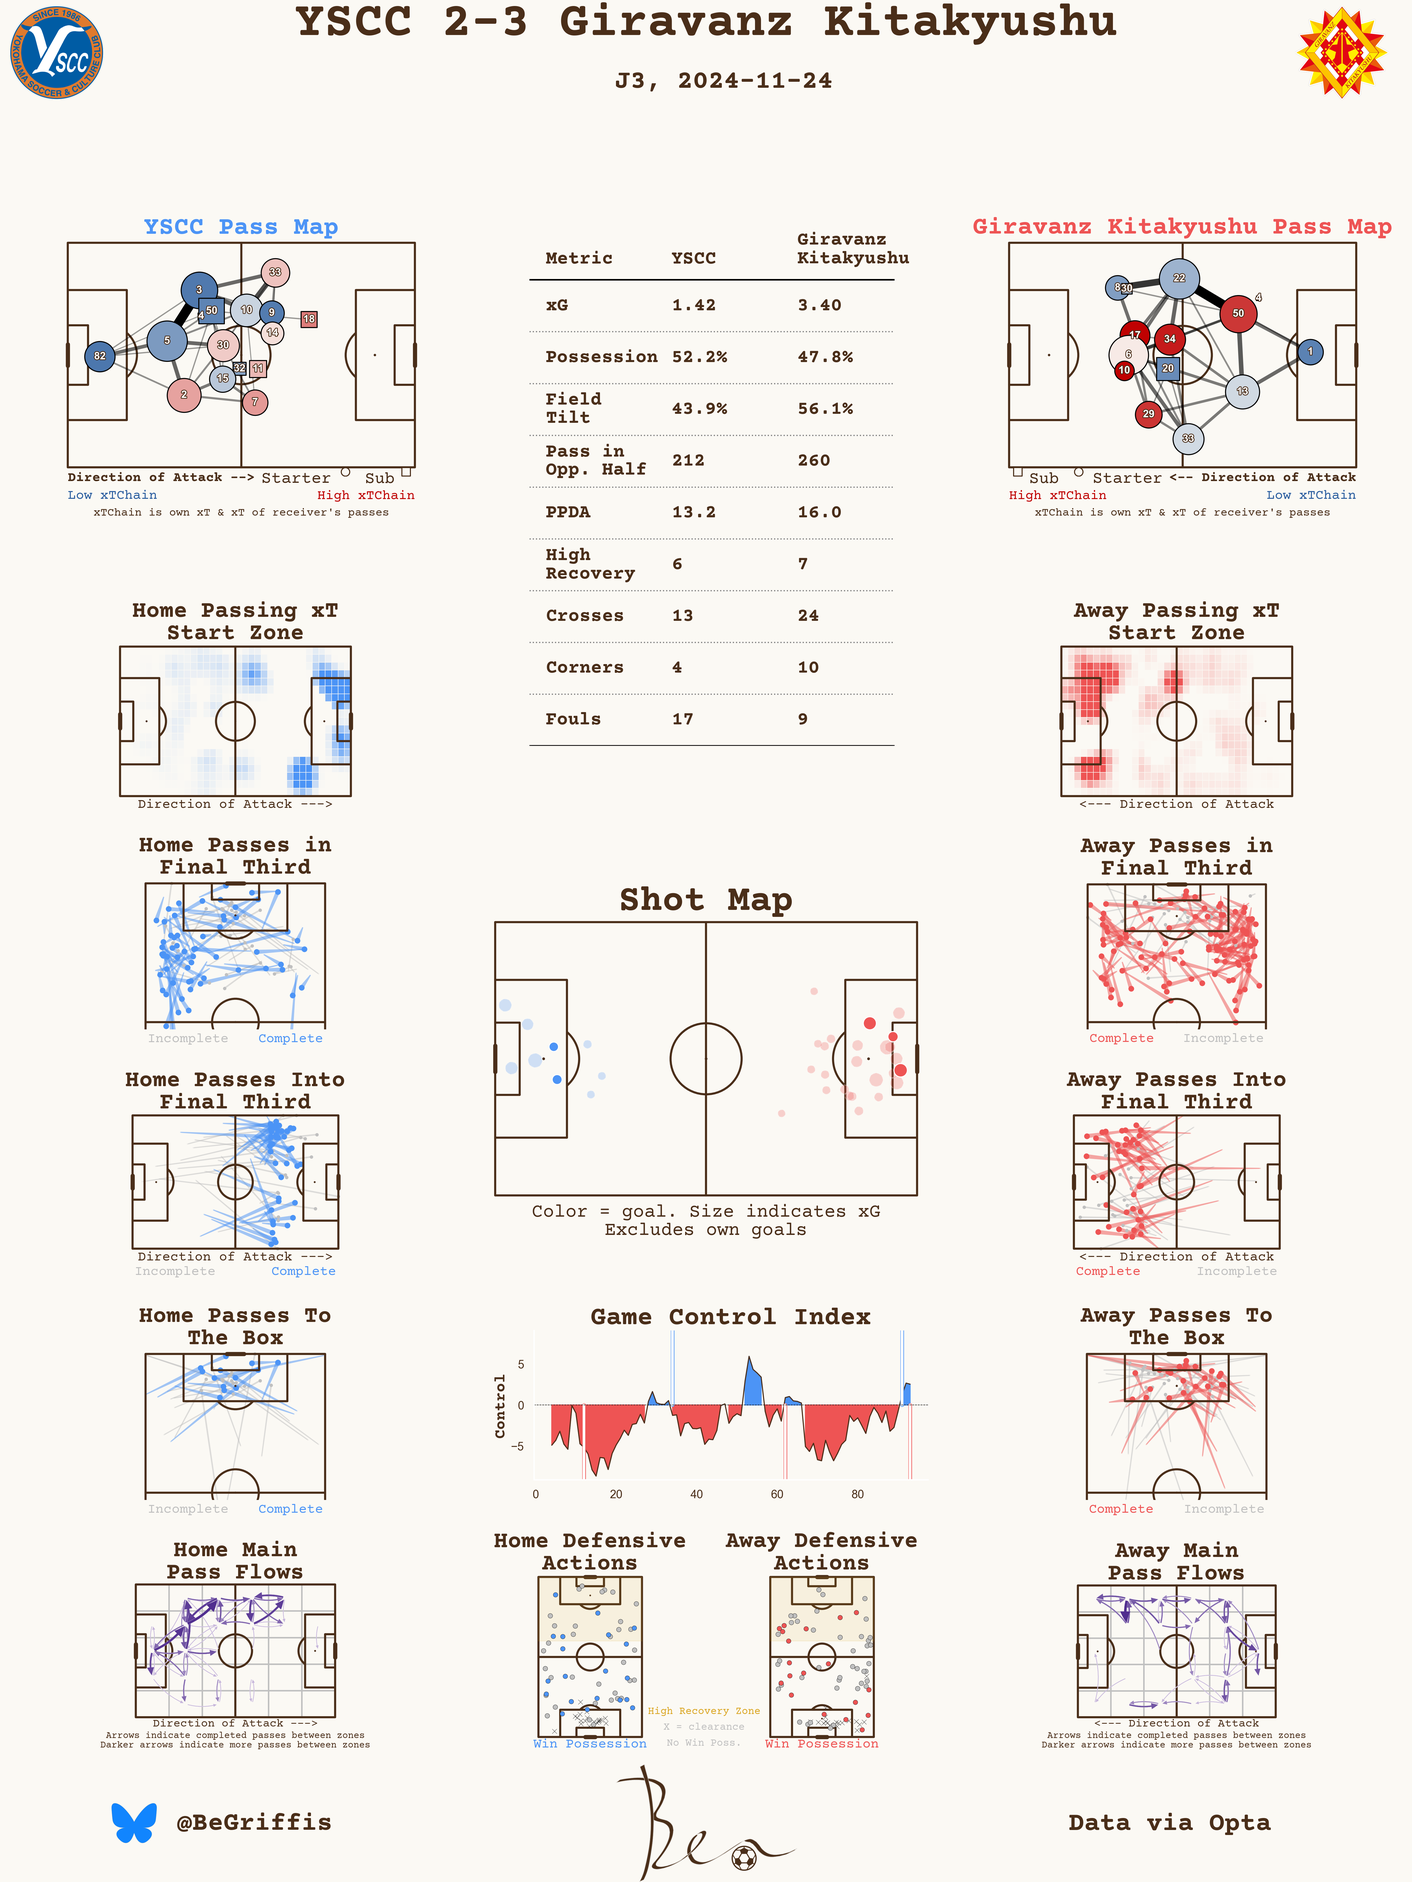 YSCC 2-3 Giravanz Kitakyushu
J3, 2024-11-24
SINCE 1986
YOKOHAMA SOCCER & CULTURE CLUB
YSCC
GIRAVANZ
KITAKYUSHU
YSCC Pass Map
3
33
50
4
10
9
18
14
5
30
82
32
11
15
2
7
Direction of Attack --> Starter Sub
Low xTChain High xTChain
xTChain is own xT & xT of receiver's passes
Metric YSCC Giravanz
Kitakyushu
xG 1.42 3.40
Possession 52.2% 47.8%
Field
Tilt 43.9% 56.1%
Pass in
Opp. Half 212 260
PPDA 13.2 16.0
High
Recovery 6 7
Crosses 13 24
Corners 4 10
Fouls 17 9
Giravanz Kitakyushu Pass Map
22
8
30
4
50
17
34
6
1
10
20
13
29
33
Sub Starter <-- Direction of Attack
High xTChain Low xTChain
xTChain is own xT & xT of receiver's passes
Home Passing xT
Start Zone
Direction of Attack --->
Away Passing xT
Start Zone
<--- Direction of Attack
Home Passes in
Final Third
Incomplete Complete
Away Passes in
Final Third
Complete Incomplete
Shot Map
Color = goal. Size indicates xG
Excludes own goals
Home Passes Into
Final Third
Direction of Attack --->
Incomplete Complete
Away Passes Into
Final Third
<--- Direction of Attack
Complete Incomplete
Home Passes To
The Box
Incomplete Complete
Game Control Index
Control
5
0
−5
0 20 40 60 80
Away Passes To
The Box
Complete Incomplete
Home Main
Pass Flows
Direction of Attack --->
Arrows indicate completed passes between zones
Darker arrows indicate more passes between zones
Home Defensive
Actions
Win Possession
Away Defensive
Actions
Win Possession
High Recovery Zone
X = clearance
No Win Poss.
Away Main
Pass Flows
<--- Direction of Attack
Arrows indicate completed passes between zones
Darker arrows indicate more passes between zones
@BeGriffis
Ben
Data via Opta